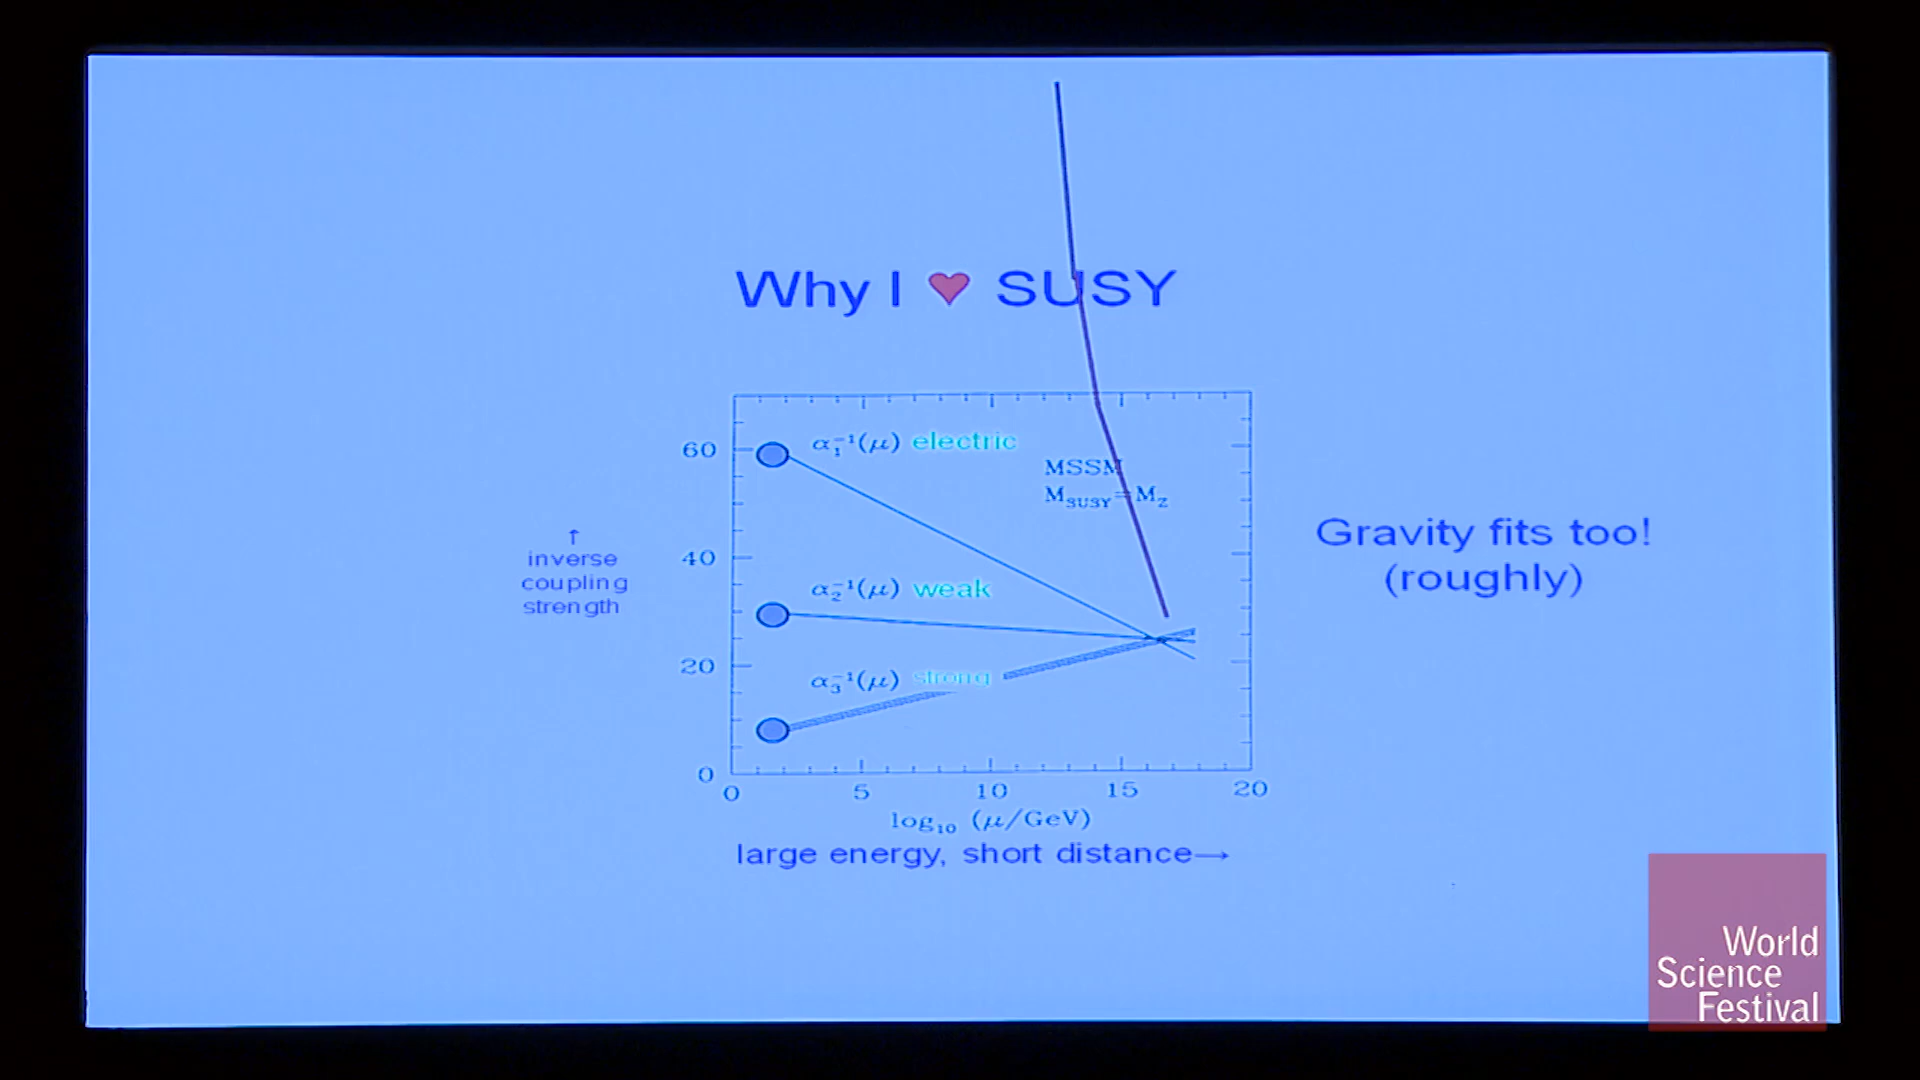 Why I ♥ SUSY
60
α₁⁻¹(μ) electric
MSSM
M_SUSY=M_Z
↑
inverse
coupling
strength
40
α₂⁻¹(μ) weak
Gravity fits too!
(roughly)
20
α₃⁻¹(μ) strong
0
0 5 10 15 20
log₁₀ (μ/GeV)
large energy, short distance→
World
Science
Festival